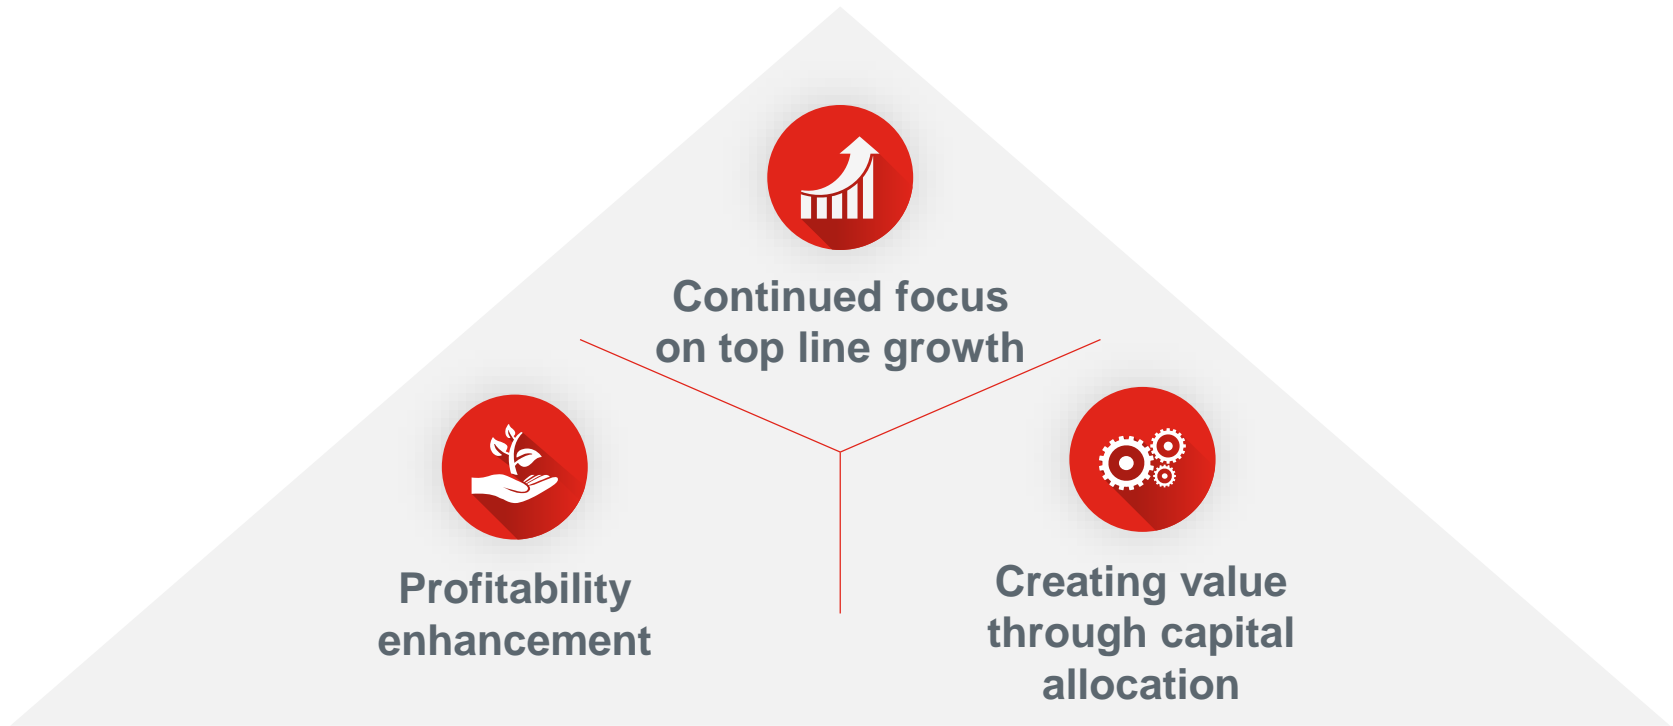 Continued focus
on top line growth
Profitability
enhancement
Creating value
through capital
allocation